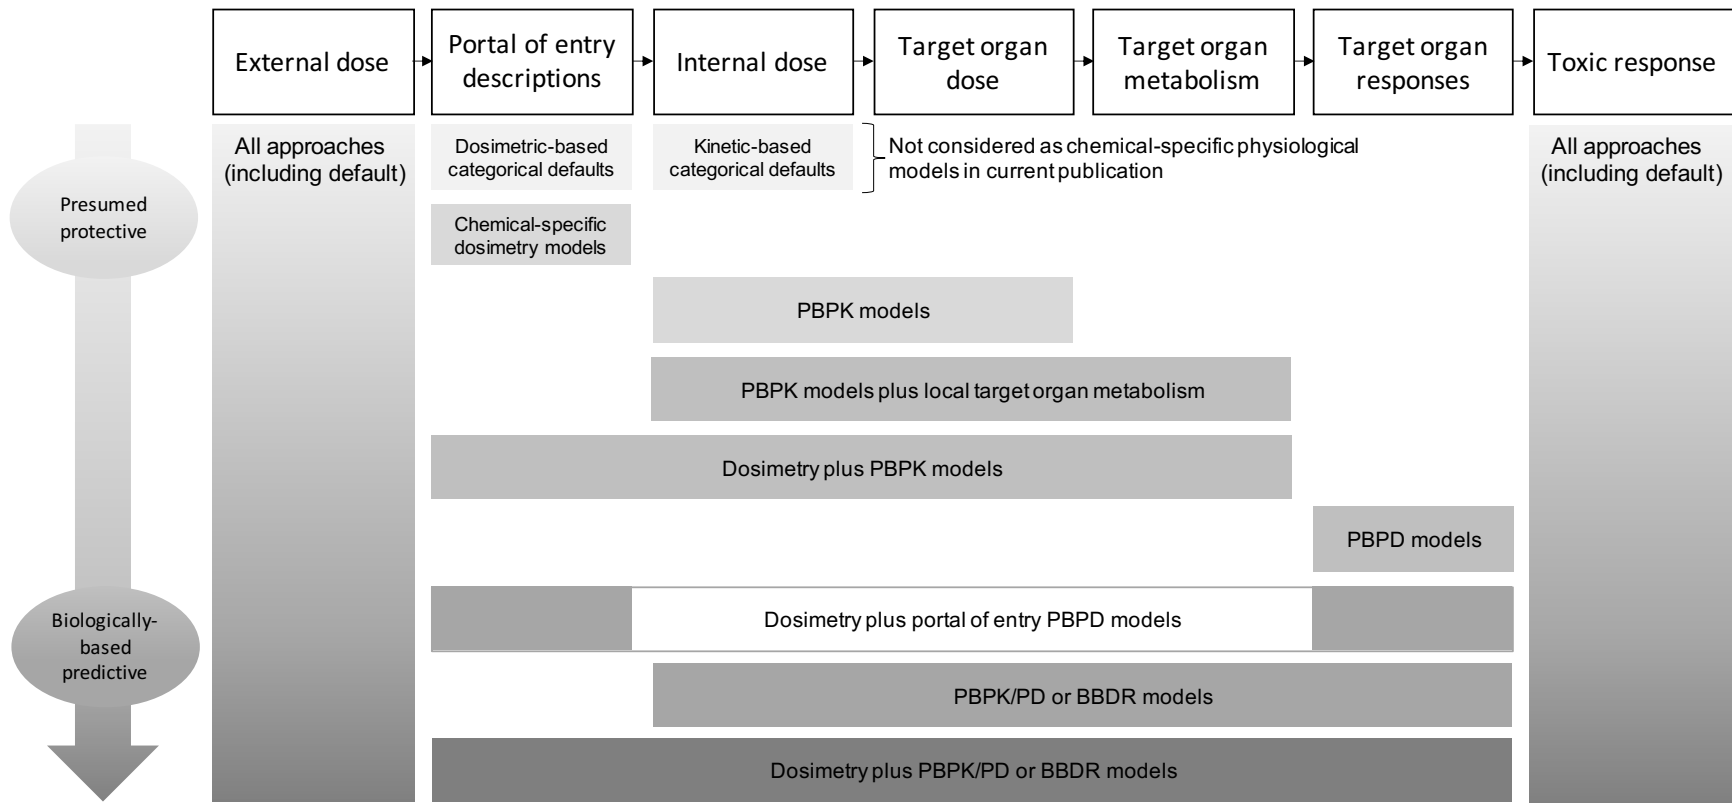 External dose
Portal of entry
descriptions
Internal dose
Target organ
dose
Target organ
metabolism
Target organ
responses
Toxic response
All approaches
(including default)
Dosimetric-based
categorical defaults
Kinetic-based
categorical defaults
Not considered as chemical-specific physiological
models in current publication
All approaches
(including default)
Presumed
protective
Chemical-specific
dosimetry models
PBPK models
PBPK models plus local target organ metabolism
Dosimetry plus PBPK models
PBPD models
Biologically-
based
predictive
Dosimetry plus portal of entry PBPD models
PBPK/PD or BBDR models
Dosimetry plus PBPK/PD or BBDR models